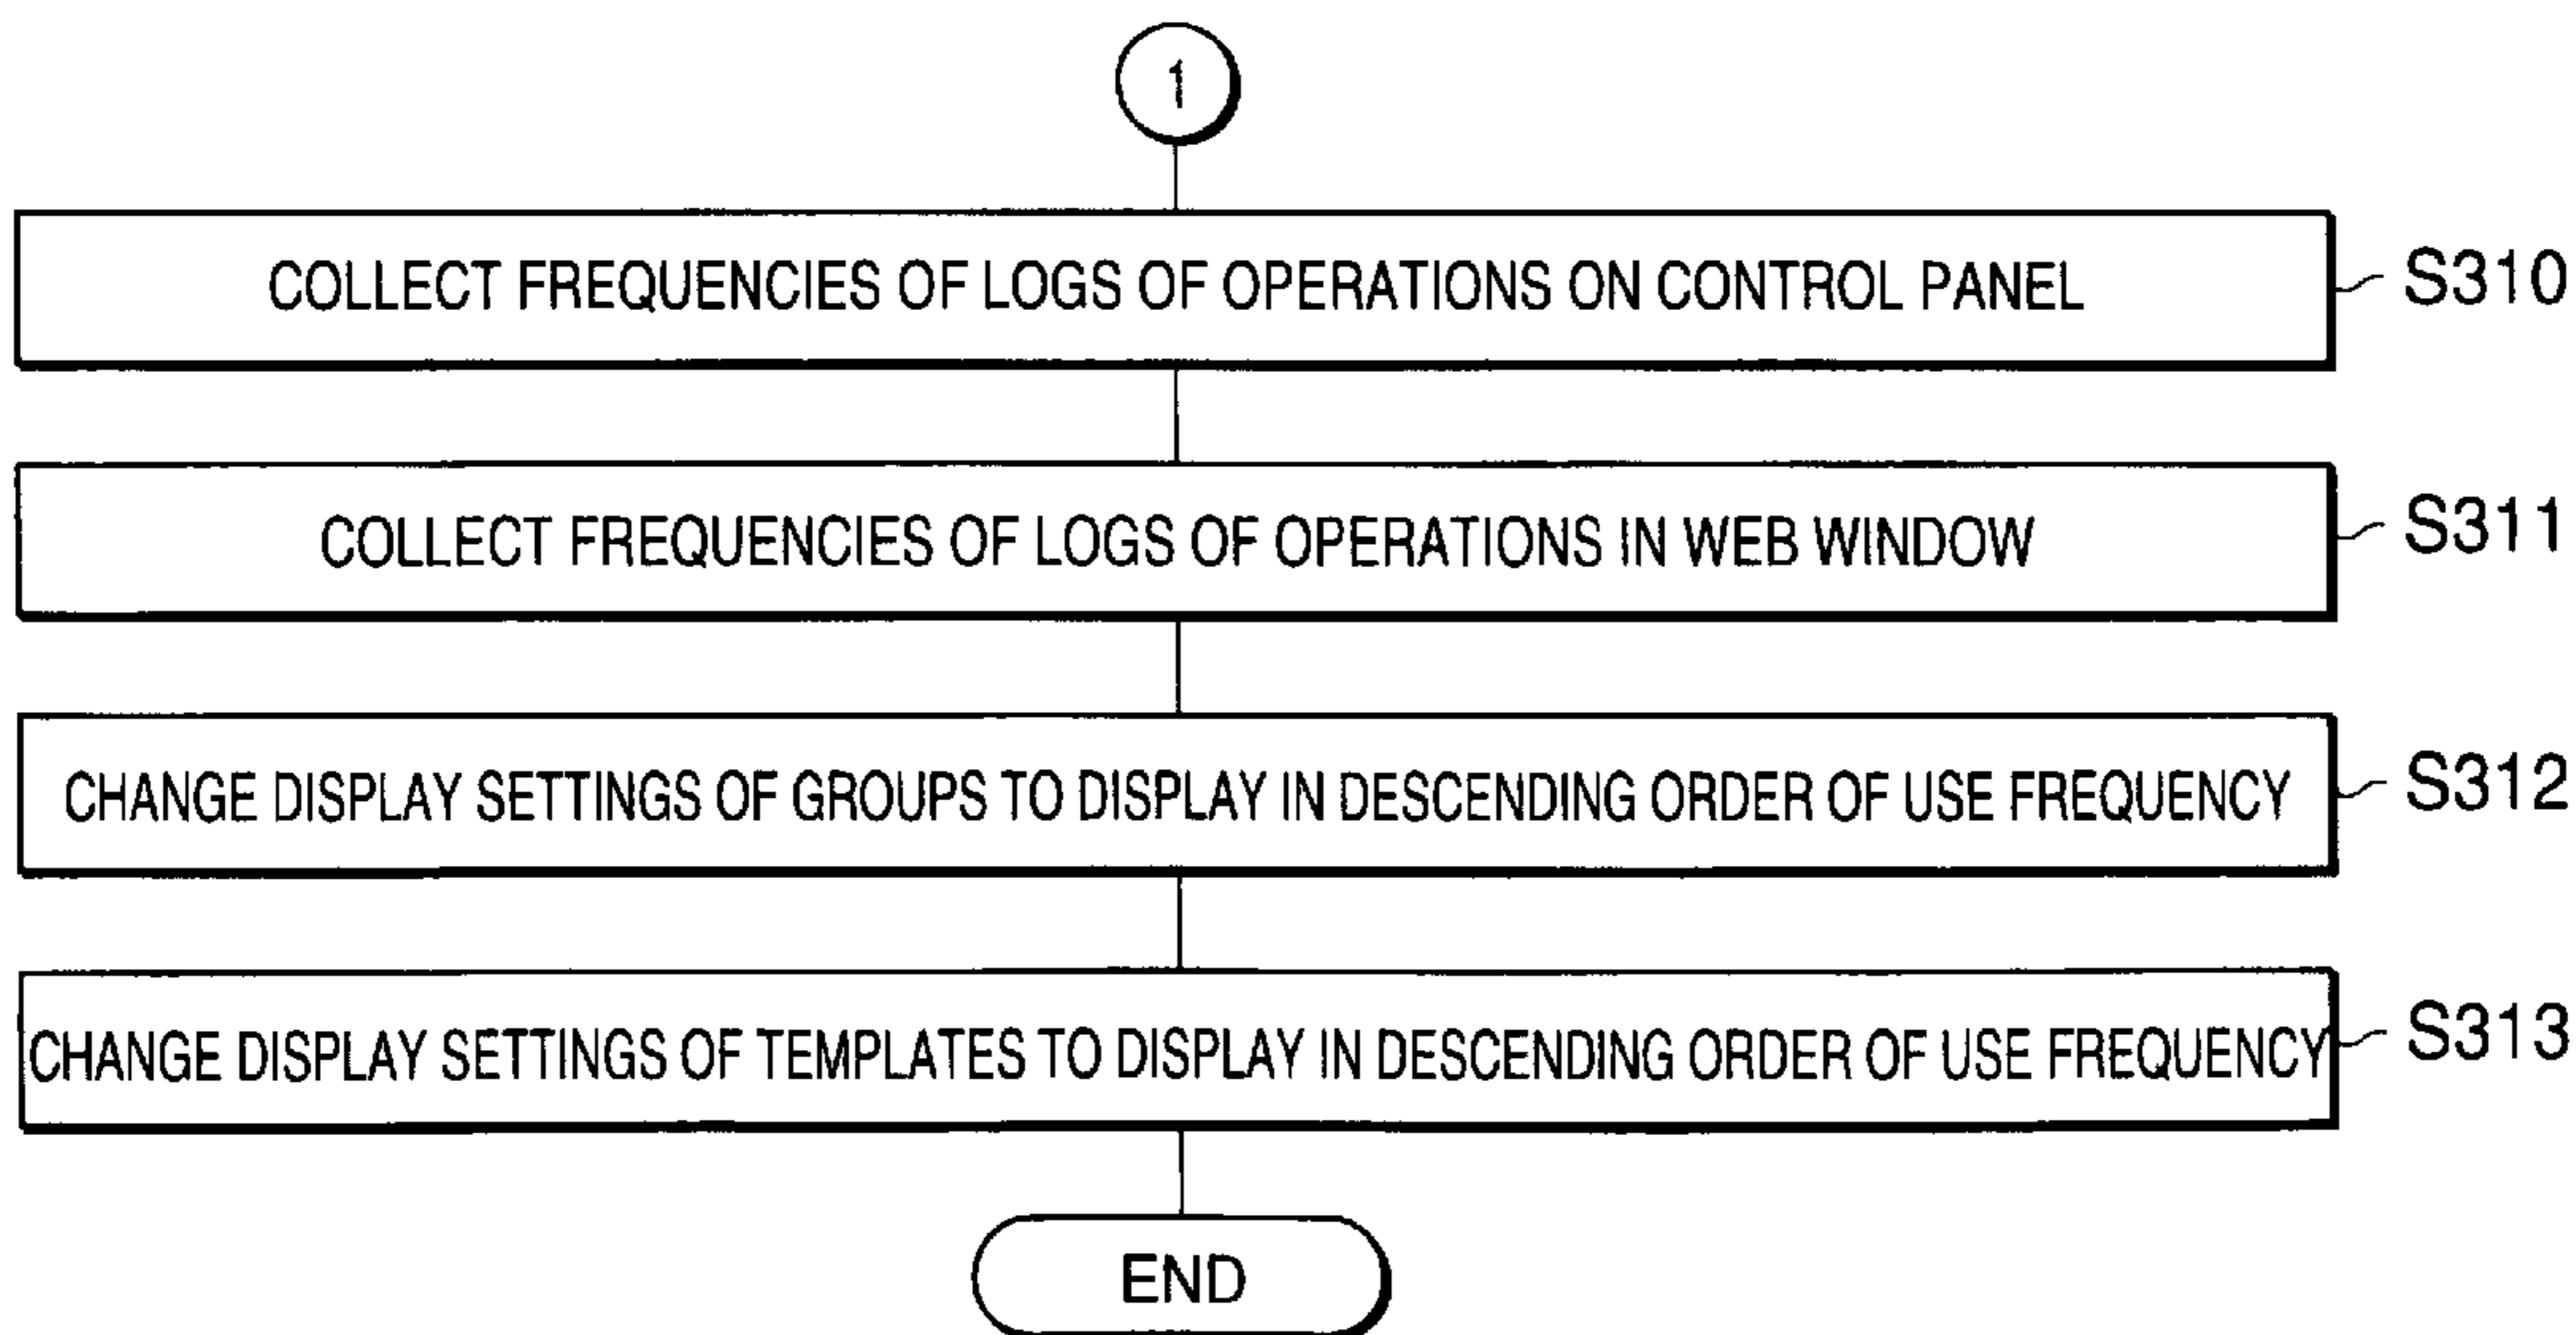 1
COLLECT FREQUENCIES OF LOGS OF OPERATIONS ON CONTROL PANEL
S310
COLLECT FREQUENCIES OF LOGS OF OPERATIONS IN WEB WINDOW
S311
CHANGE DISPLAY SETTINGS OF GROUPS TO DISPLAY IN DESCENDING ORDER OF USE FREQUENCY
S312
CHANGE DISPLAY SETTINGS OF TEMPLATES TO DISPLAY IN DESCENDING ORDER OF USE FREQUENCY
S313
END